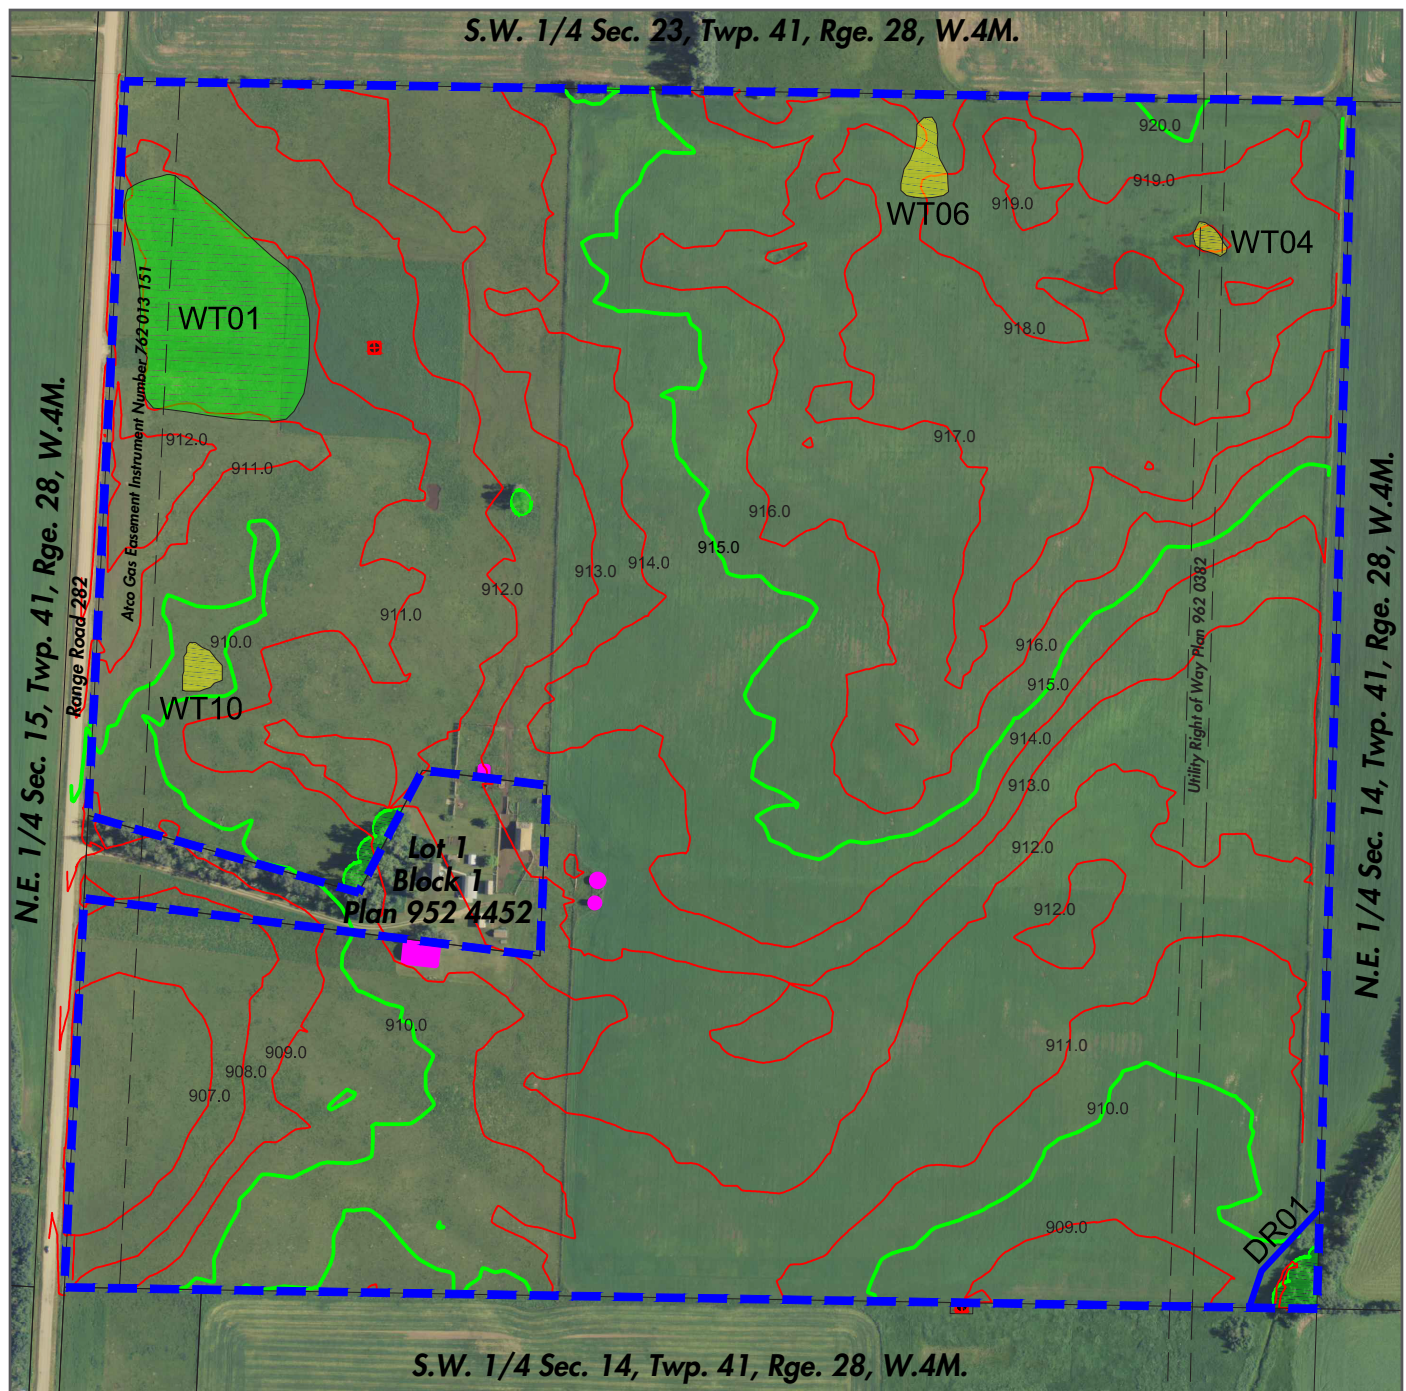 S.W. 1/4 Sec. 23, Twp. 41, Rge. 28, W.4M.
920.0
919.0
919.0
WT06
WT04
WT01
Atco Gas Easement Instrument Number 762 013 151
918.0
917.0
912.0
911.0
916.0
915.0
914.0
913.0
912.0
911.0
910.0
WT10
N.E. 1/4 Sec. 15, Twp. 41, Rge. 28, W.4M.
Range Road 282
916.0
915.0
914.0
913.0
912.0
912.0
Utility Right of Way Plan 962 0382
N.E. 1/4 Sec. 14, Twp. 41, Rge. 28, W.4M.
Lot 1
Block 1
Plan 952 4452
910.0
909.0
908.0
907.0
911.0
910.0
909.0
DR01
S.W. 1/4 Sec. 14, Twp. 41, Rge. 28, W.4M.